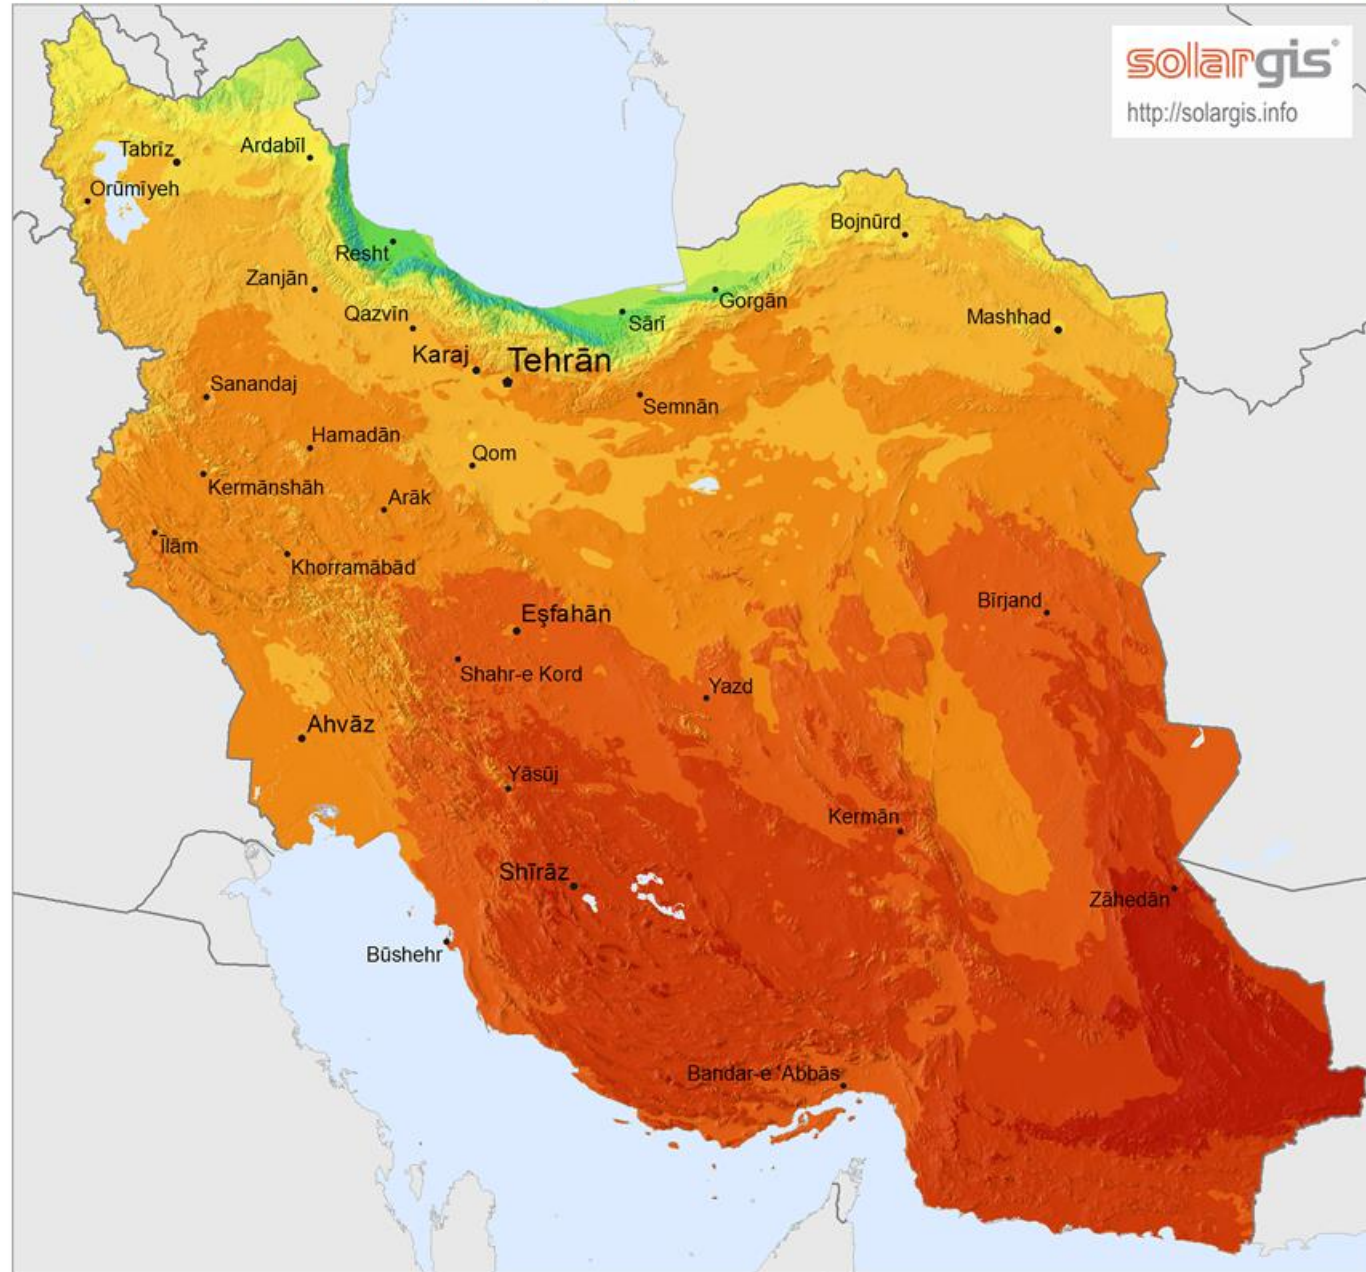 solargis
http://solargis.info
Tabrīz
Ardabīl
Orūmīyeh
Resht
Bojnūrd
Zanjān
Gorgān
Qazvīn
Sārī
Mashhad
Karaj
Tehrān
Sanandaj
Semnān
Hamadān
Qom
Kermānshāh
Arāk
Īlām
Khorramābād
Eşfahān
Bīrjand
Shahr-e Kord
Yazd
Ahvāz
Yāsūj
Kermān
Shīrāz
Zāhedān
Būshehr
Bandar-e 'Abbās